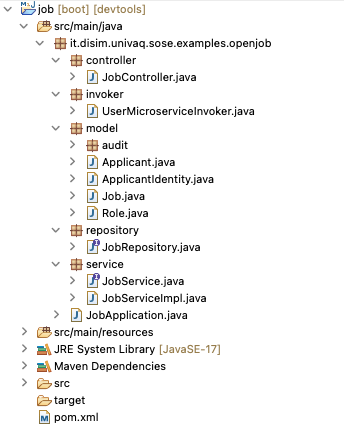 job [boot] [devtools]
src/main/java
it.disim.univaq.sose.examples.openjob
controller
JobController.java
invoker
UserMicroserviceInvoker.java
model
audit
Applicant.java
ApplicantIdentity.java
Job.java
Role.java
repository
JobRepository.java
service
JobService.java
JobServiceImpl.java
JobApplication.java
src/main/resources
JRE System Library [JavaSE-17]
Maven Dependencies
src
target
pom.xml